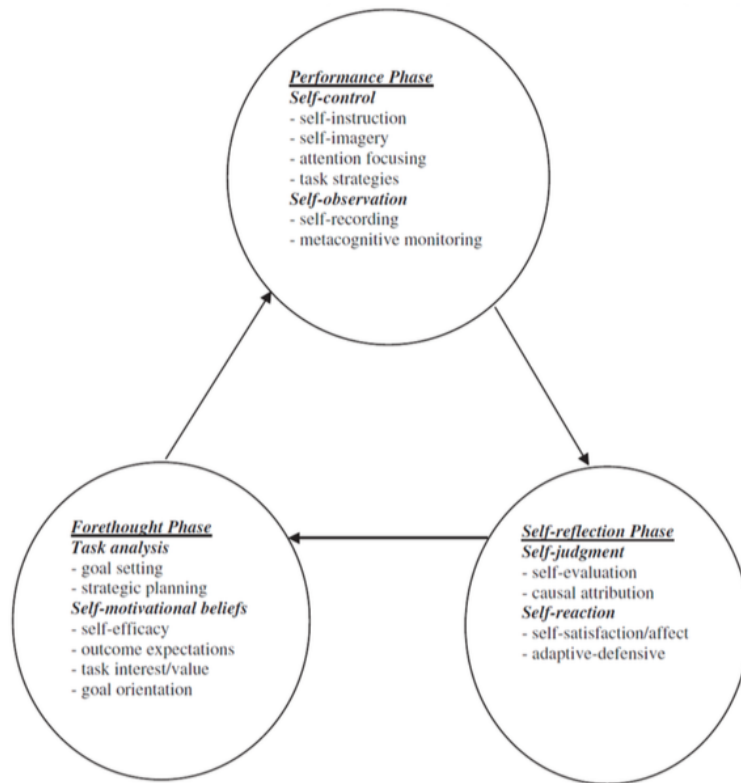 Performance Phase
Self-control
- self-instruction
- self-imagery
- attention focusing
- task strategies
Self-observation
- self-recording
- metacognitive monitoring
Forethought Phase
Task analysis
- goal setting
- strategic planning
Self-motivational beliefs
- self-efficacy
- outcome expectations
- task interest/value
- goal orientation
Self-reflection Phase
Self-judgment
- self-evaluation
- causal attribution
Self-reaction
- self-satisfaction/affect
- adaptive-defensive